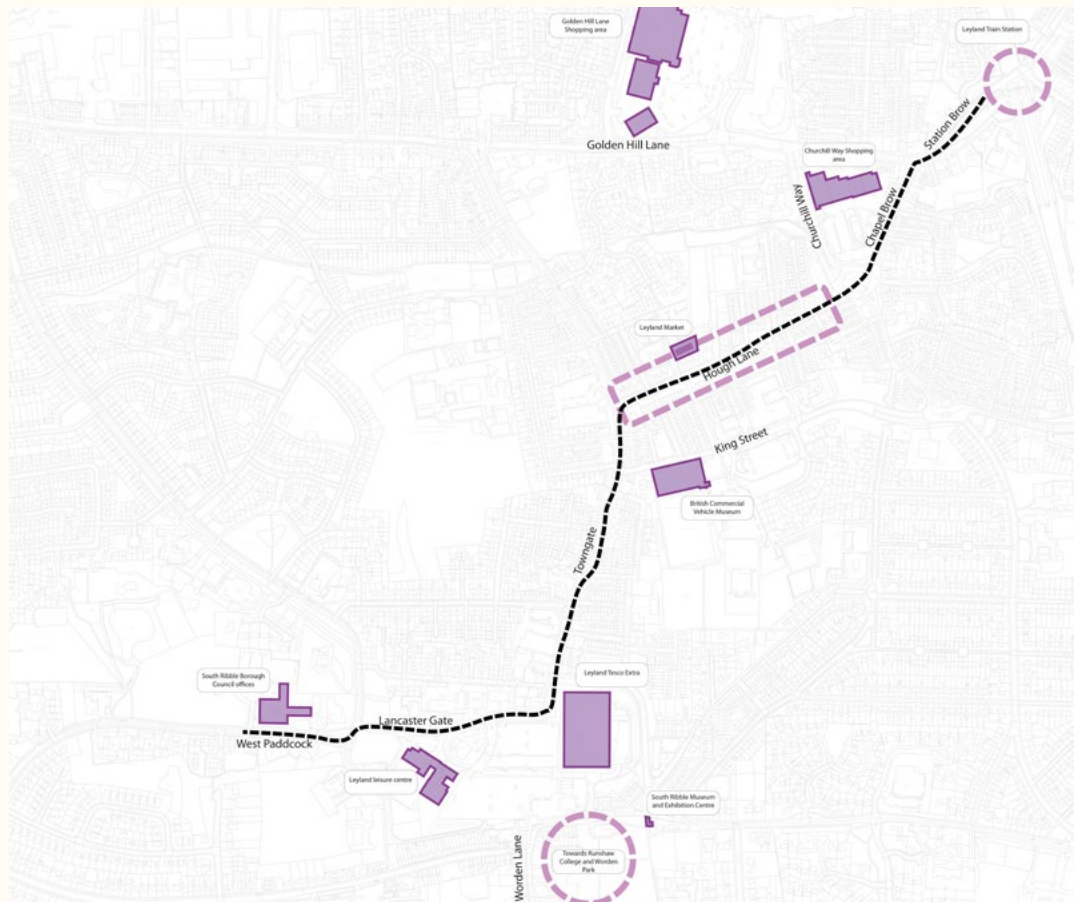 Golden Hill Lane
Shopping area
Leyland Train Station
Station Brow
Golden Hill Lane
Churchill Way Shopping
area
Churchill Way
Chapel Brow
Leyland Market
Hough Lane
King Street
British Commercial
Vehicle Museum
Towngate
South Ribble Borough
Council offices
Leyland Tesco Extra
Lancaster Gate
West Paddcock
Leyland leisure centre
South Ribble Museum
and Exhibition Centre
Worden Lane
Towards Runshaw
College and Worden
Park